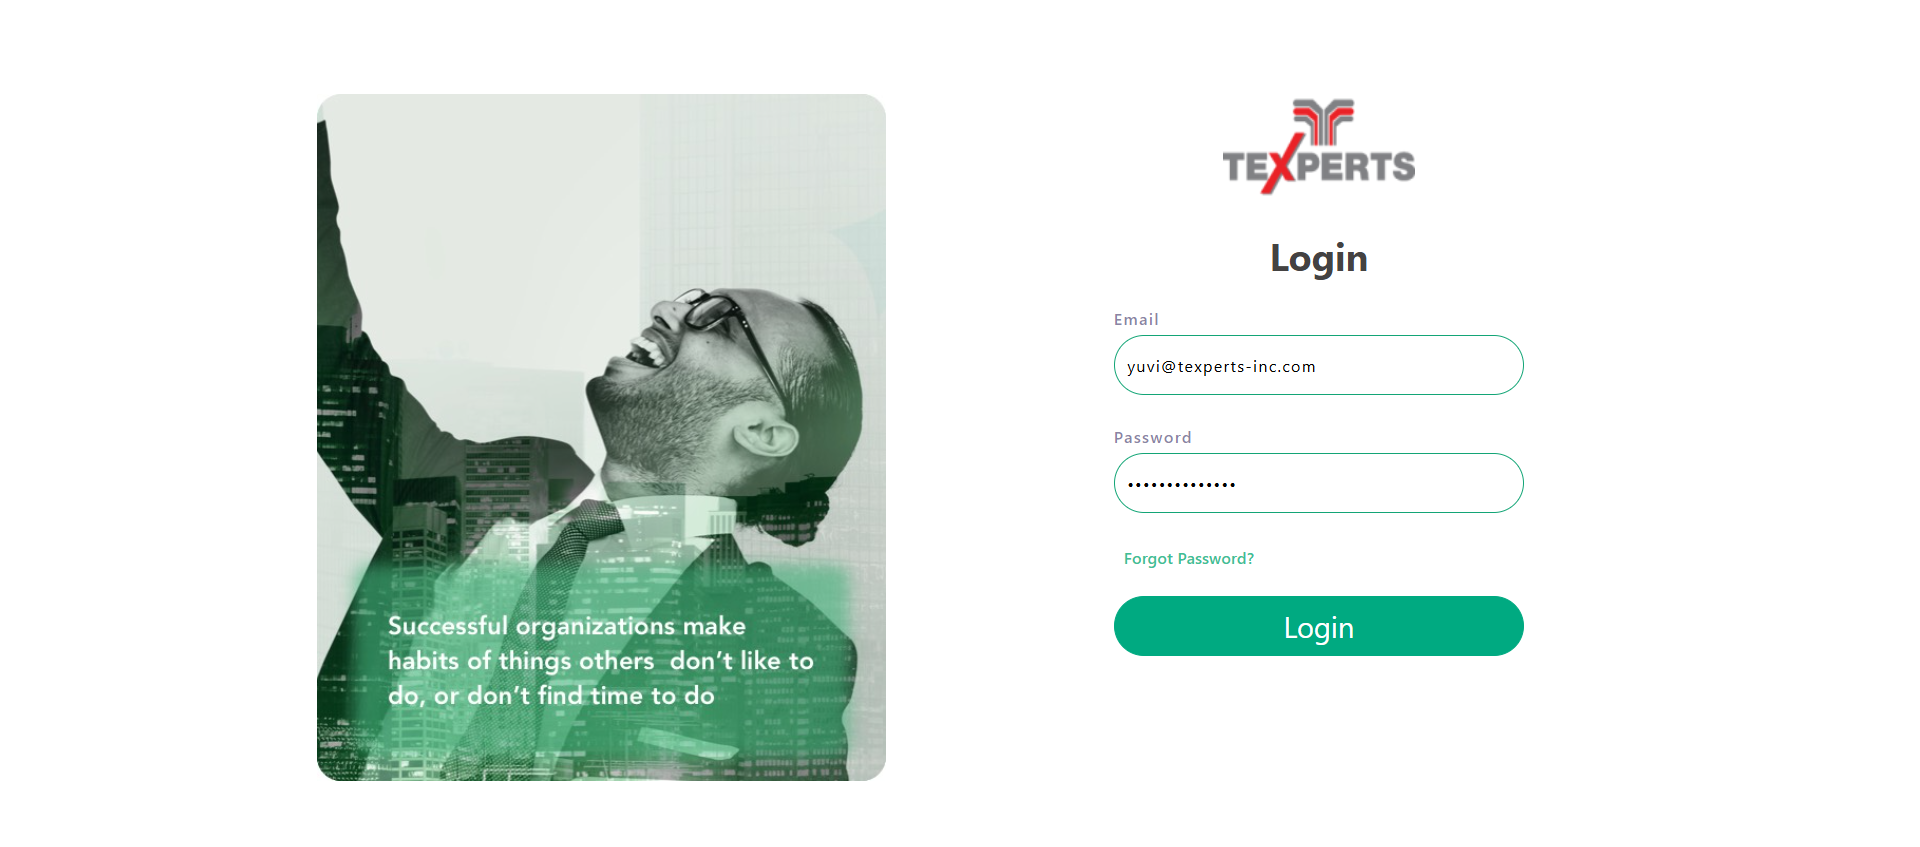 Successful organizations make
habits of things others don’t like to
do, or don’t find time to do
TEXPERTS
Login
Email
yuvi@texperts-inc.com
Password
••••••••••••••
Forgot Password?
Login